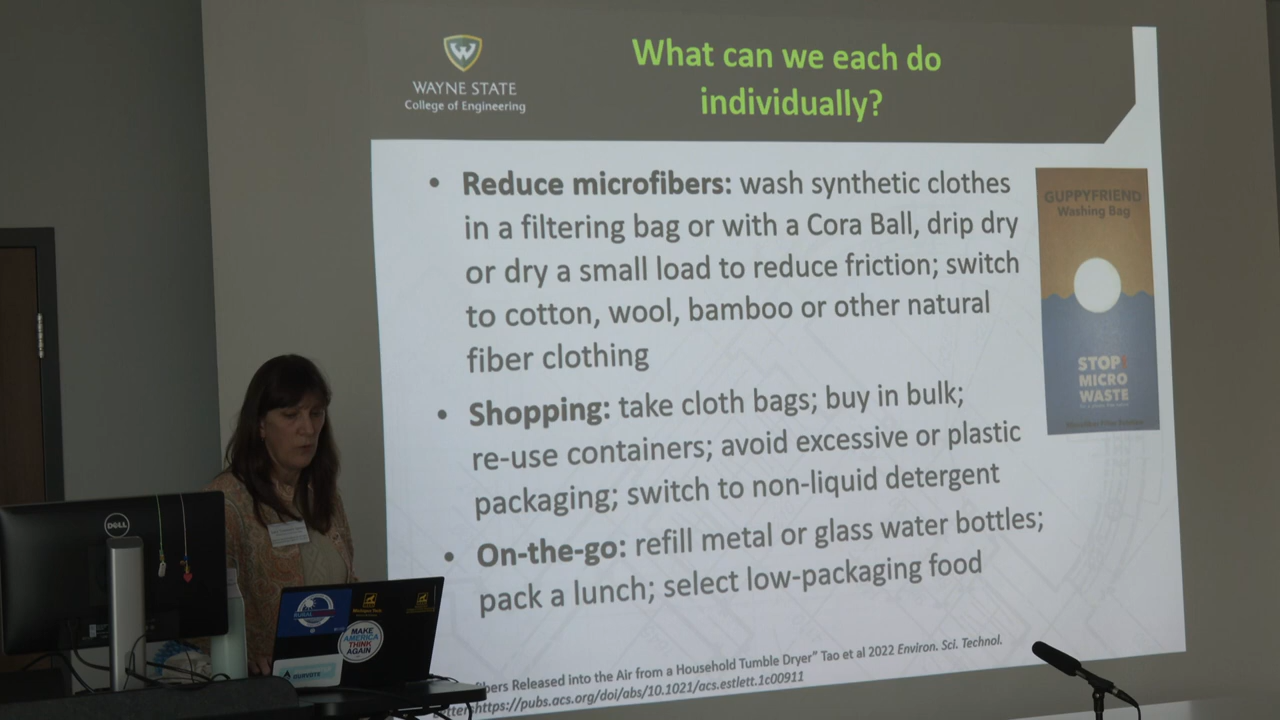 WAYNE STATE
College of Engineering
What can we each do
individually?
• Reduce microfibers: wash synthetic clothes
in a filtering bag or with a Cora Ball, drip dry
or dry a small load to reduce friction; switch
to cotton, wool, bamboo or other natural
fiber clothing
• Shopping: take cloth bags; buy in bulk;
re-use containers; avoid excessive or plastic
packaging; switch to non-liquid detergent
• On-the-go: refill metal or glass water bottles;
pack a lunch; select low-packaging food
GUPPYFRIEND
Washing Bag
STOP!
MICRO
WASTE
bers Released into the Air from a Household Tumble Dryer" Tao et al 2022 Environ. Sci. Technol.
https://pubs.acs.org/doi/abs/10.1021/acs.estlett.1c00911
DELL
MAKE
AMERICA
THINK
AGAIN
OURVOTE